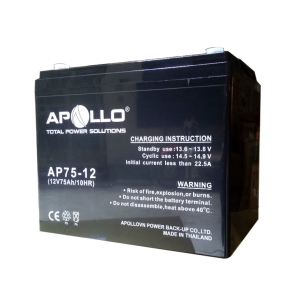 APOLLO®
TOTAL POWER SOLUTIONS
CHARGING INSTRUCTION
Standby use : 13.6 ~ 13.8 V
Cyclic use : 14.5 ~ 14.9 V
Initial current less than 22.5A
AP75-12
(12V75Ah/10HR)
WARNING
• Risk of fire, explosion, or burns.
• Do not short the battery terminal.
• Do not disassemble, heat above 40°C.
APOLLOVN POWER BACK-UP CO.,LTD.
MADE IN THAILAND